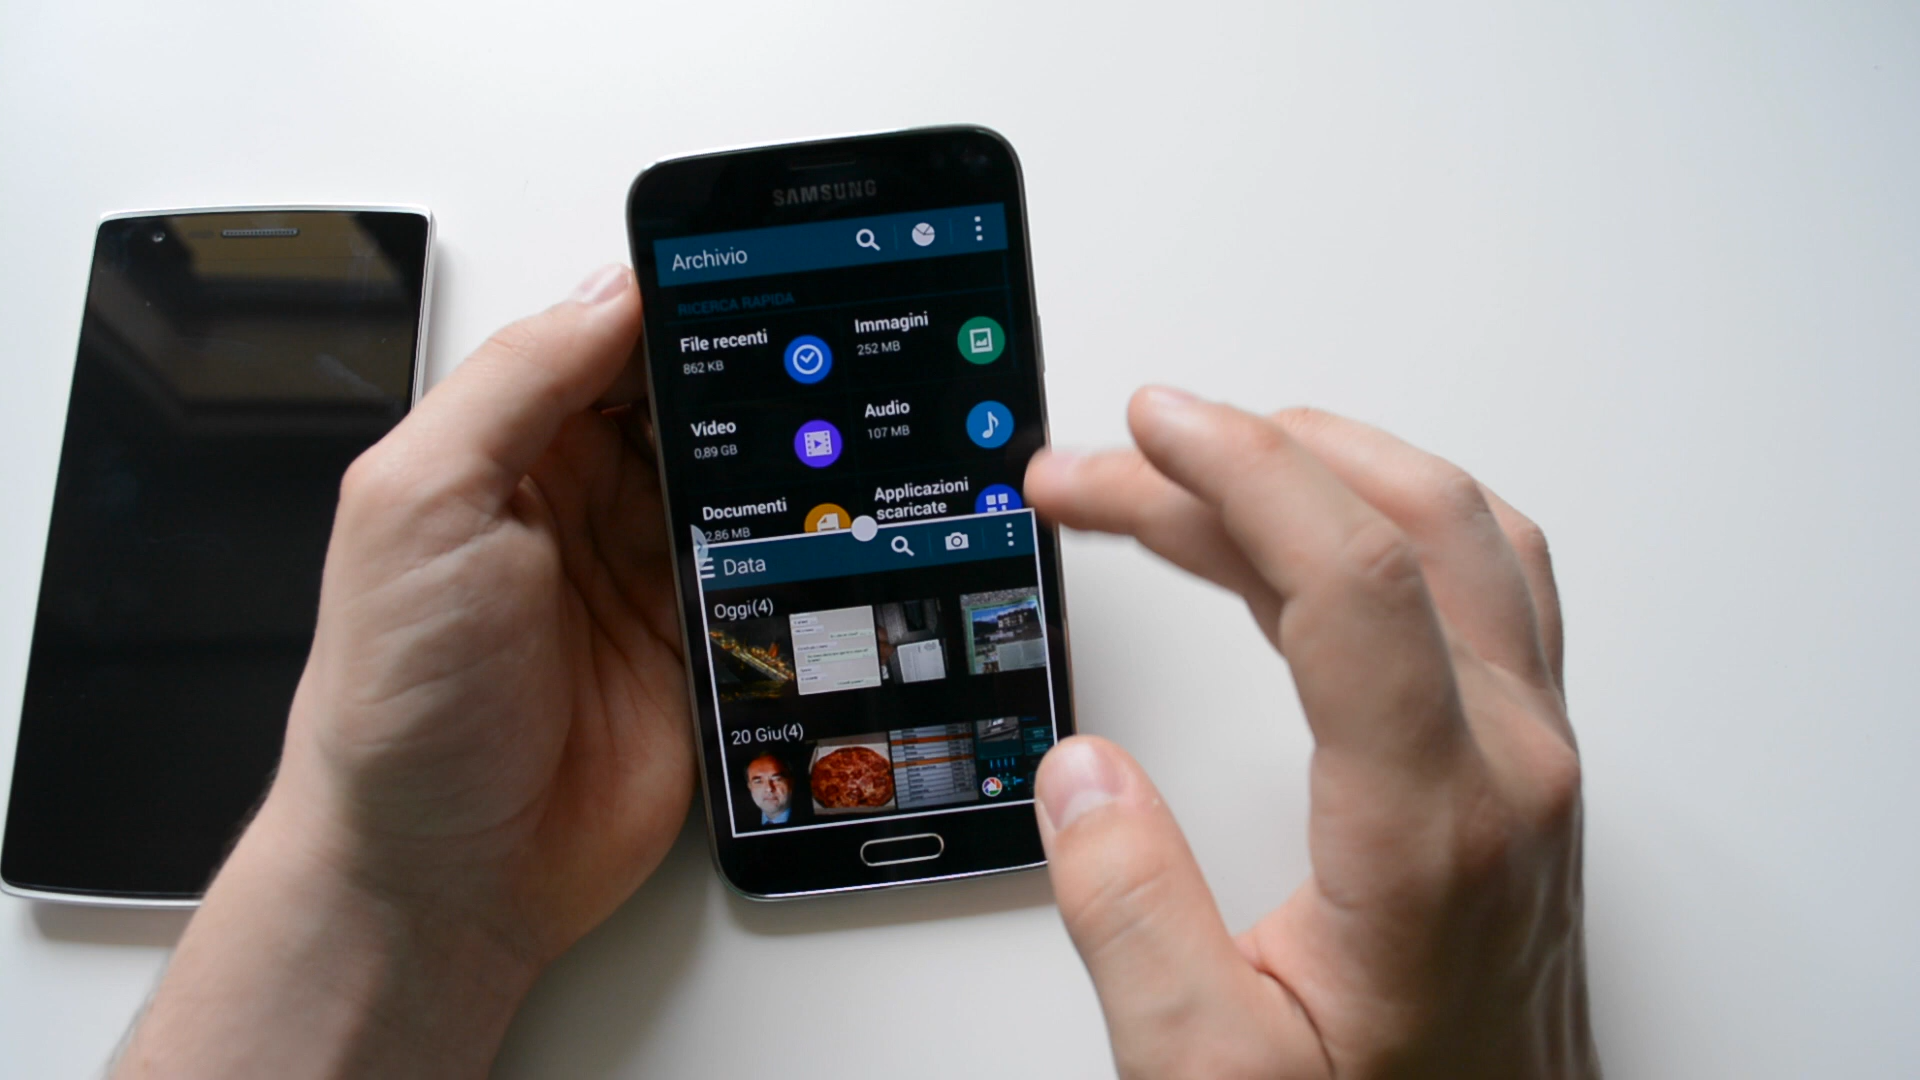 SAMSUNG
Archivio
RICERCA RAPIDA
File recenti
862 KB
Immagini
252 MB
Video
0,89 GB
Audio
107 MB
Documenti
2,86 MB
Applicazioni
scaricate
Data
Oggi(4)
20 Giu(4)